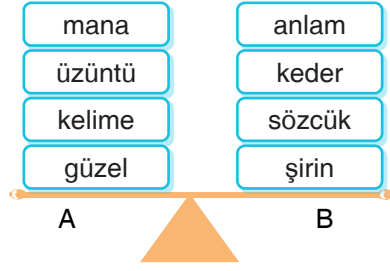 mana anlam
üzüntü keder
kelime sözcük
güzel şirin
A B